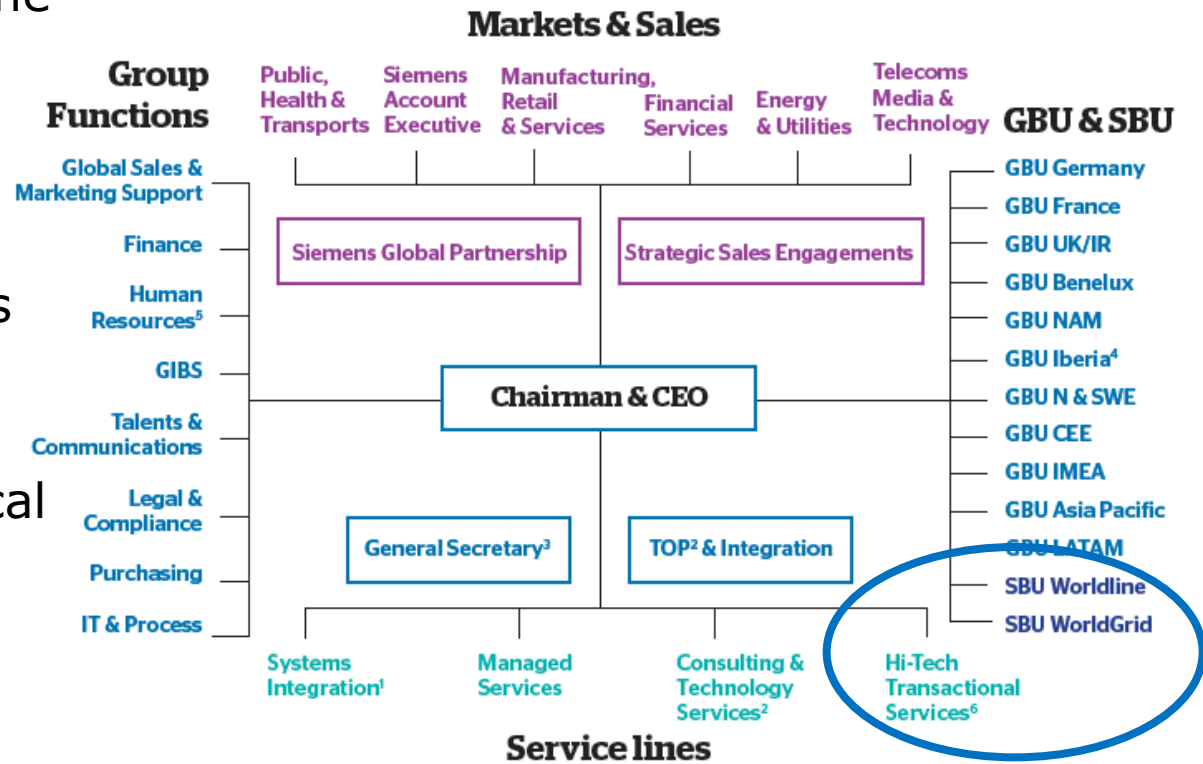 ne
s
cal
Markets & Sales
Group
Functions
Public,
Health &
Transports
Siemens
Account
Executive
Manufacturing,
Retail
& Services
Financial
Services
Energy
& Utilities
Telecoms
Media &
Technology
GBU & SBU
Global Sales &
Marketing Support
Finance
Human
Resources⁵
GIBS
Talents &
Communications
Legal &
Compliance
Purchasing
IT & Process
Siemens Global Partnership
Strategic Sales Engagements
Chairman & CEO
General Secretary³
TOP² & Integration
GBU Germany
GBU France
GBU UK/IR
GBU Benelux
GBU NAM
GBU Iberia⁴
GBU N & SWE
GBU CEE
GBU IMEA
GBU Asia Pacific
GBU LATAM
SBU Worldline
SBU WorldGrid
Systems
Integration¹
Managed
Services
Consulting &
Technology
Services²
Hi-Tech
Transactional
Services⁶
Service lines